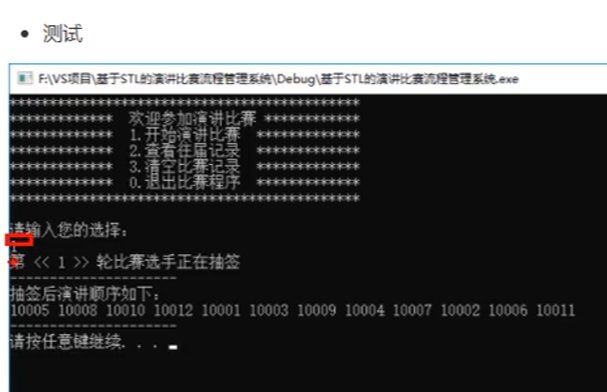 • 测试
F:\VS项目\基于STL的演讲比赛流程管理系统\Debug\基于STL的演讲比赛流程管理系统.exe
********************************************
*************  欢迎参加演讲比赛 ************
*************  1.开始演讲比赛  *************
*************  2.查看往届记录  *************
*************  3.清空比赛记录  *************
*************  0.退出比赛程序  *************
********************************************
请输入您的选择：
1
第 << 1 >> 轮比赛选手正在抽签
---------------------
抽签后演讲顺序如下：
10005 10008 10010 10012 10001 10003 10009 10004 10007 10002 10006 10011
---------------------
请按任意键继续. . .